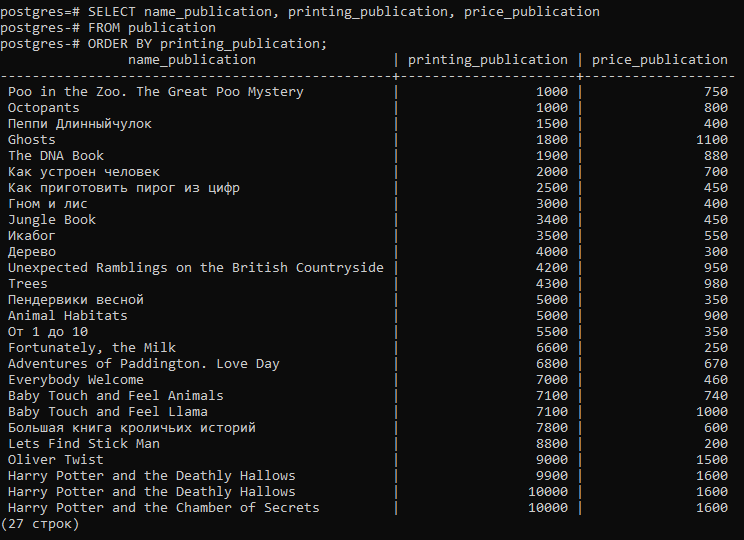 postgres=# SELECT name_publication, printing_publication, price_publication
postgres-# FROM publication
postgres-# ORDER BY printing_publication;
name_publication | printing_publication | price_publication
-------------------------------------------------+----------------------+-------------------
Poo in the Zoo. The Great Poo Mystery | 1000 | 750
Octopants | 1000 | 800
Пеппи Длинныйчулок | 1500 | 400
Ghosts | 1800 | 1100
The DNA Book | 1900 | 880
Как устроен человек | 2000 | 700
Как приготовить пирог из цифр | 2500 | 450
Гном и лис | 3000 | 400
Jungle Book | 3400 | 450
Икабог | 3500 | 550
Дерево | 4000 | 300
Unexpected Ramblings on the British Countryside | 4200 | 950
Trees | 4300 | 980
Пендервики весной | 5000 | 350
Animal Habitats | 5000 | 900
От 1 до 10 | 5500 | 350
Fortunately, the Milk | 6600 | 250
Adventures of Paddington. Love Day | 6800 | 670
Everybody Welcome | 7000 | 460
Baby Touch and Feel Animals | 7100 | 740
Baby Touch and Feel Llama | 7100 | 1000
Большая книга кроличьих историй | 7800 | 600
Lets Find Stick Man | 8800 | 200
Oliver Twist | 9000 | 1500
Harry Potter and the Deathly Hallows | 9900 | 1600
Harry Potter and the Deathly Hallows | 10000 | 1600
Harry Potter and the Chamber of Secrets | 10000 | 1600
(27 строк)